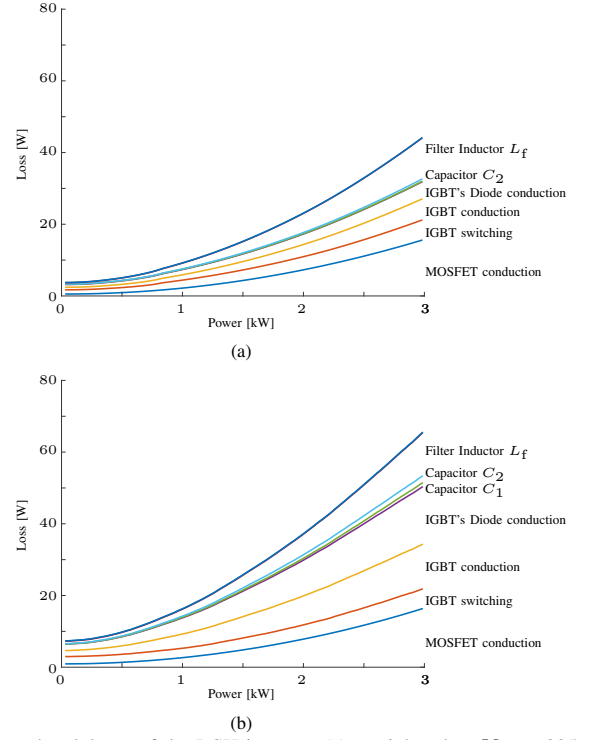 80
60
40
20
0
Loss [W]
Filter Inductor L_f
Capacitor C_2
IGBT's Diode conduction
IGBT conduction
IGBT switching
MOSFET conduction
0 1 2 3
Power [kW]
(a)
80
60
40
20
0
Loss [W]
Filter Inductor L_f
Capacitor C_2
Capacitor C_1
IGBT's Diode conduction
IGBT conduction
IGBT switching
MOSFET conduction
0 1 2 3
Power [kW]
(b)